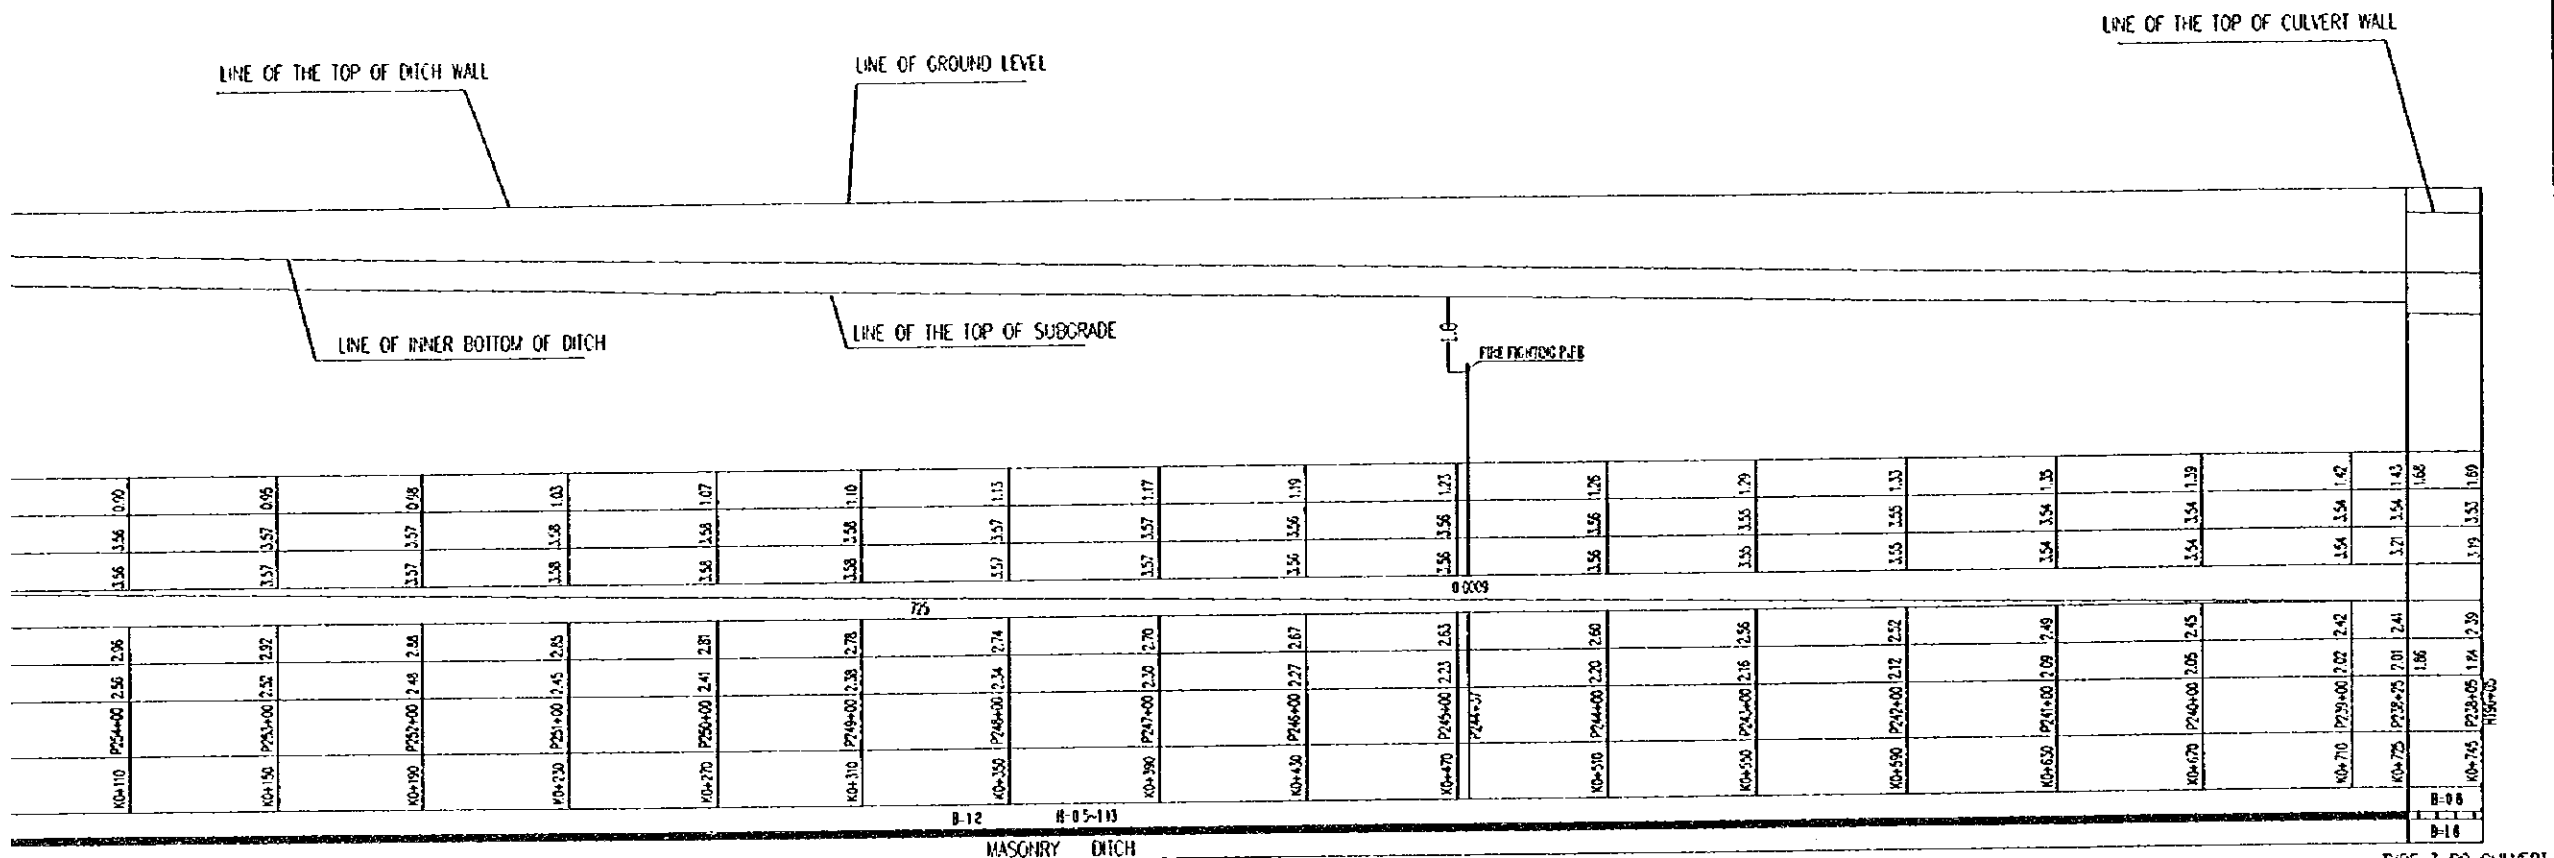 LINE OF THE TOP OF CULVERT WALL
LINE OF THE TOP OF DITCH WALL
LINE OF GROUND LEVEL
LINE OF INNER BOTTOM OF DITCH
LINE OF THE TOP OF SUBGRADE
1.0
FIRE FIGHTING PIPE
0.90 0.95 0.98 1.03 1.07 1.10 1.13 1.17 1.19 1.23 1.26 1.29 1.33 1.35 1.39 1.42 1.43 1.68 1.69
3.56 3.57 3.57 3.58 3.58 3.58 3.57 3.57 3.56 3.56 3.56 3.55 3.55 3.54 3.54 3.54 3.54 3.53
3.56 3.57 3.57 3.58 3.58 3.58 3.57 3.57 3.56 3.56 3.56 3.55 3.55 3.54 3.54 3.54 3.21 3.19
725 0.0009
2.96 2.92 2.88 2.85 2.81 2.78 2.74 2.70 2.67 2.63 2.60 2.56 2.52 2.49 2.45 2.42 2.41 2.39
2.56 2.52 2.48 2.45 2.41 2.38 2.34 2.30 2.27 2.23 2.20 2.16 2.12 2.09 2.05 2.02 2.01 1.86 1.84
P254+00 P253+00 P252+00 P251+00 P250+00 P249+00 P248+00 P247+00 P246+00 P245+00 P244+37 P244+00 P243+00 P242+00 P241+00 P240+00 P239+00 P238+25 P238+05
K0+110 K0+150 K0+190 K0+230 K0+270 K0+310 K0+350 K0+390 K0+430 K0+470 K0+510 K0+550 K0+590 K0+630 K0+670 K0+710 K0+725 K0+745
B=0.6
B=1.2
MASONRY DITCH